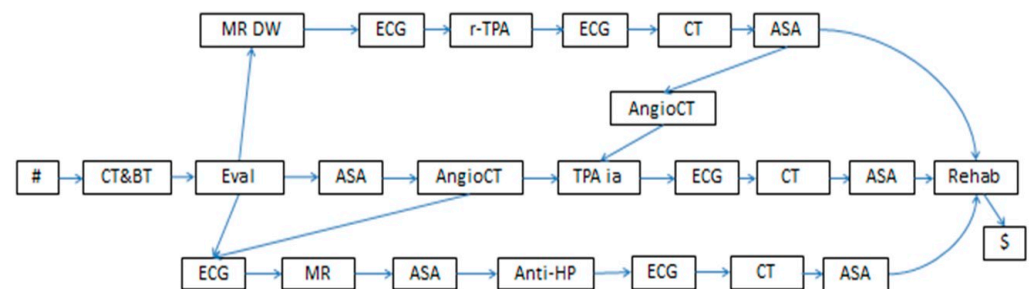 MR DW
ECG
r-TPA
ECG
CT
ASA
AngioCT
#
CT&BT
Eval
ASA
AngioCT
TPA ia
ECG
CT
ASA
Rehab
$
ECG
MR
ASA
Anti-HP
ECG
CT
ASA